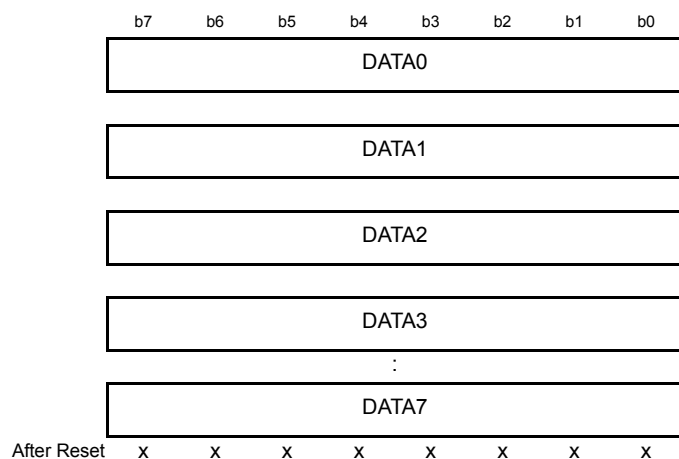 b7 b6 b5 b4 b3 b2 b1 b0
DATA0
DATA1
DATA2
DATA3
:
DATA7
After Reset x x x x x x x x